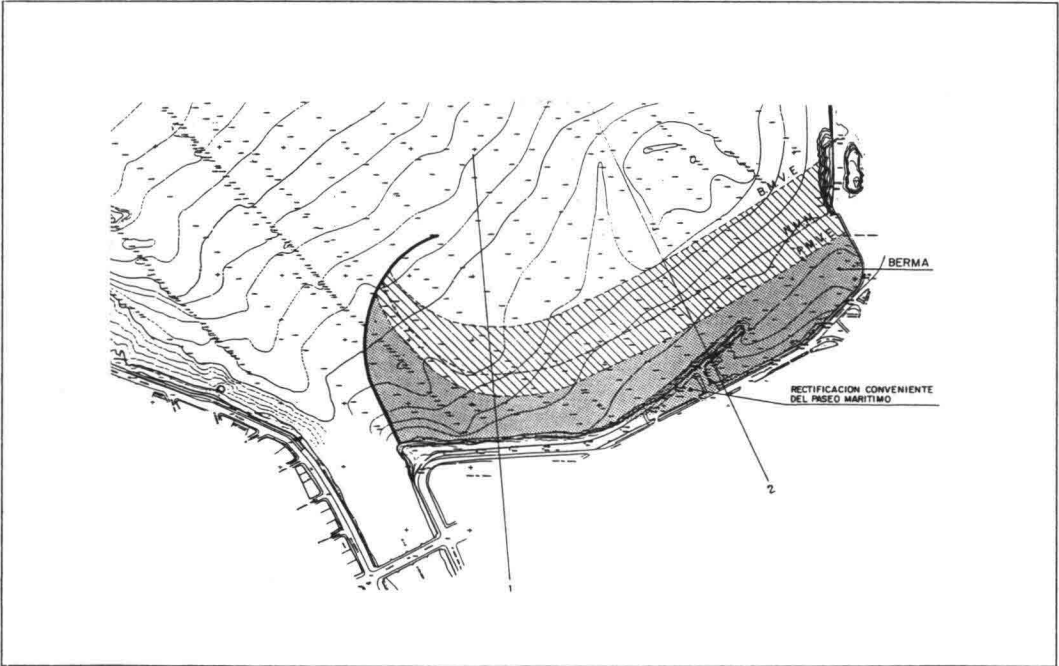 B.M.V.E.
P.M.V.E.
BERMA
RECTIFICACION CONVENIENTE
DEL PASEO MARITIMO
2
1